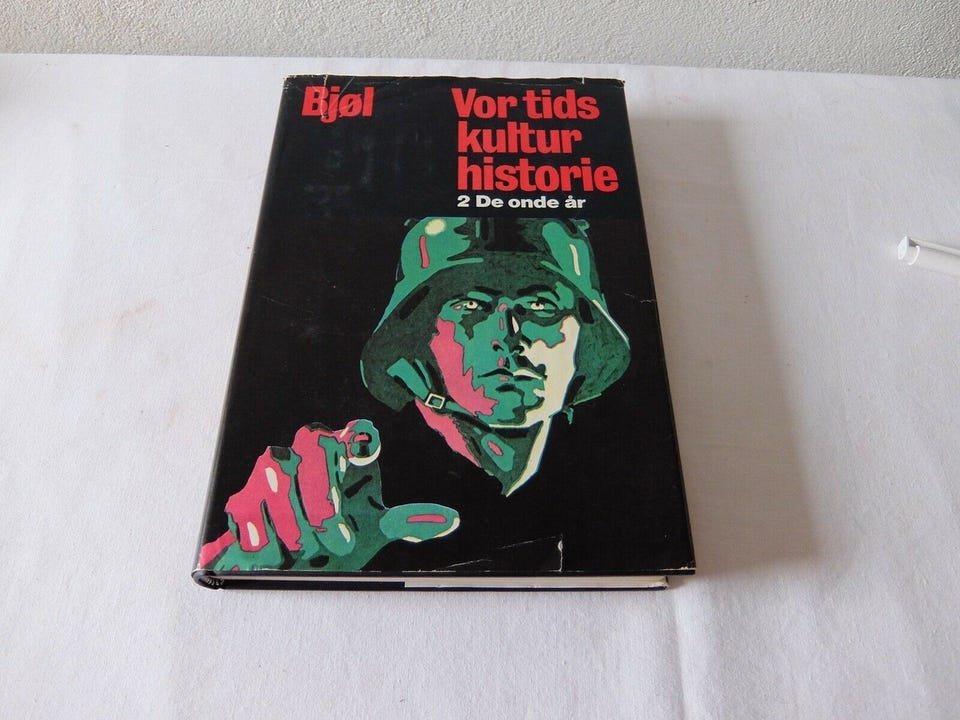 Bjøl
Vor tids
kultur
historie
2 De onde år